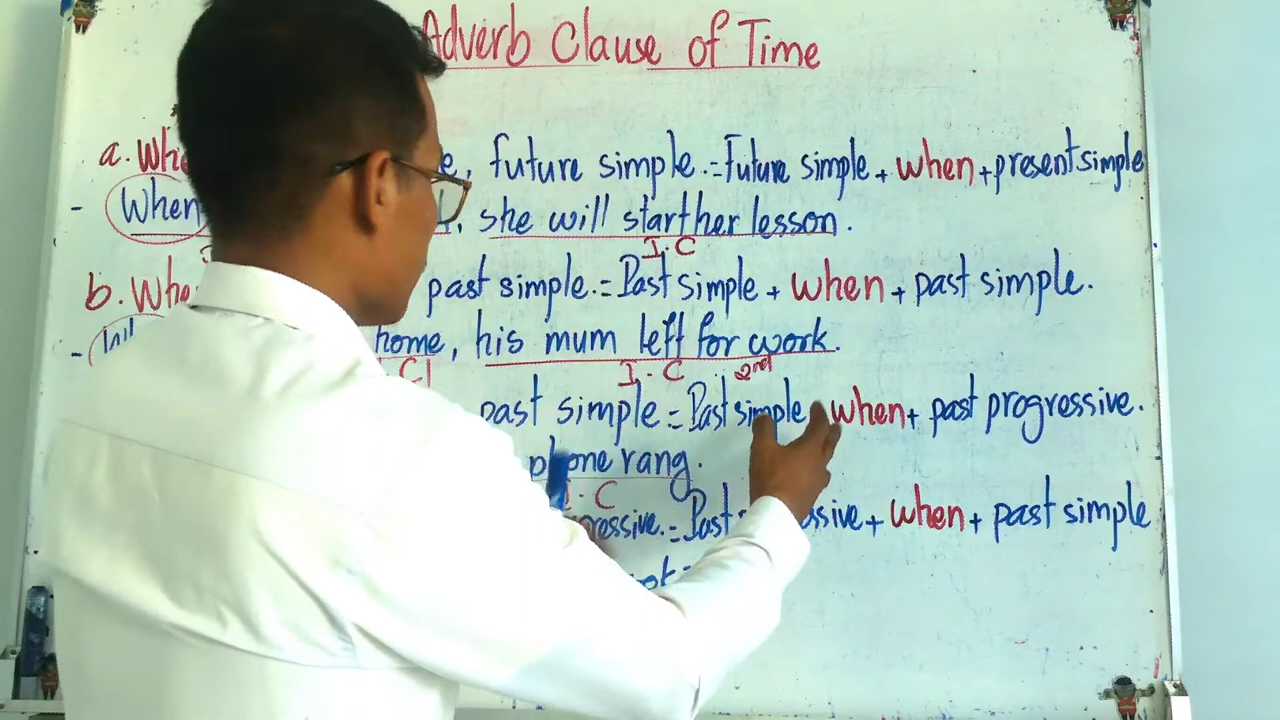 Adverb Clause of Time
a. Whe e, future simple.=Future simple + when +present simple
- When , she will start her lesson.
I.C
b. Whe past simple.=Past simple + when + past simple.
- home, his mum left for work.
I.C 2nd
past simple =Past simple when+ past progressive.
phone rang.
.C
ressive.=Past ssive+ when + past simple